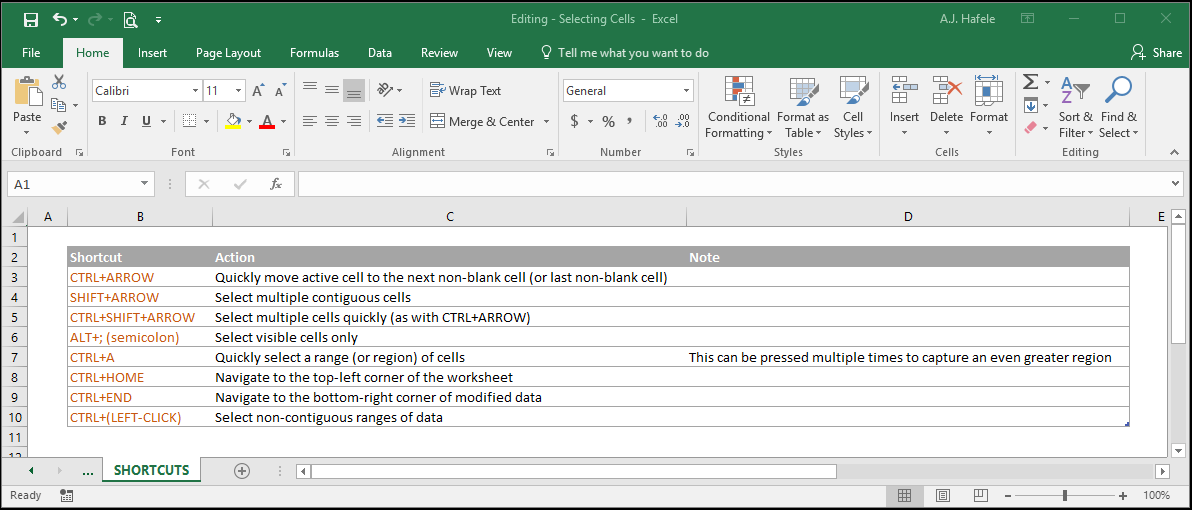 Editing - Selecting Cells - Excel
A.J. Hafele
File Home Insert Page Layout Formulas Data Review View Tell me what you want to do Share
Paste
Calibri 11
B I U A
Wrap Text
Merge & Center
General
$ % ,
Conditional Formatting
Format as Table
Cell Styles
Insert Delete Format
Sort & Filter
Find & Select
Clipboard Font Alignment Number Styles Cells Editing
A1 fx
A B C D E
1
2 Shortcut Action Note
3 CTRL+ARROW Quickly move active cell to the next non-blank cell (or last non-blank cell)
4 SHIFT+ARROW Select multiple contiguous cells
5 CTRL+SHIFT+ARROW Select multiple cells quickly (as with CTRL+ARROW)
6 ALT+; (semicolon) Select visible cells only
7 CTRL+A Quickly select a range (or region) of cells This can be pressed multiple times to capture an even greater region
8 CTRL+HOME Navigate to the top-left corner of the worksheet
9 CTRL+END Navigate to the bottom-right corner of modified data
10 CTRL+(LEFT-CLICK) Select non-contiguous ranges of data
11
12
... SHORTCUTS
Ready 100%